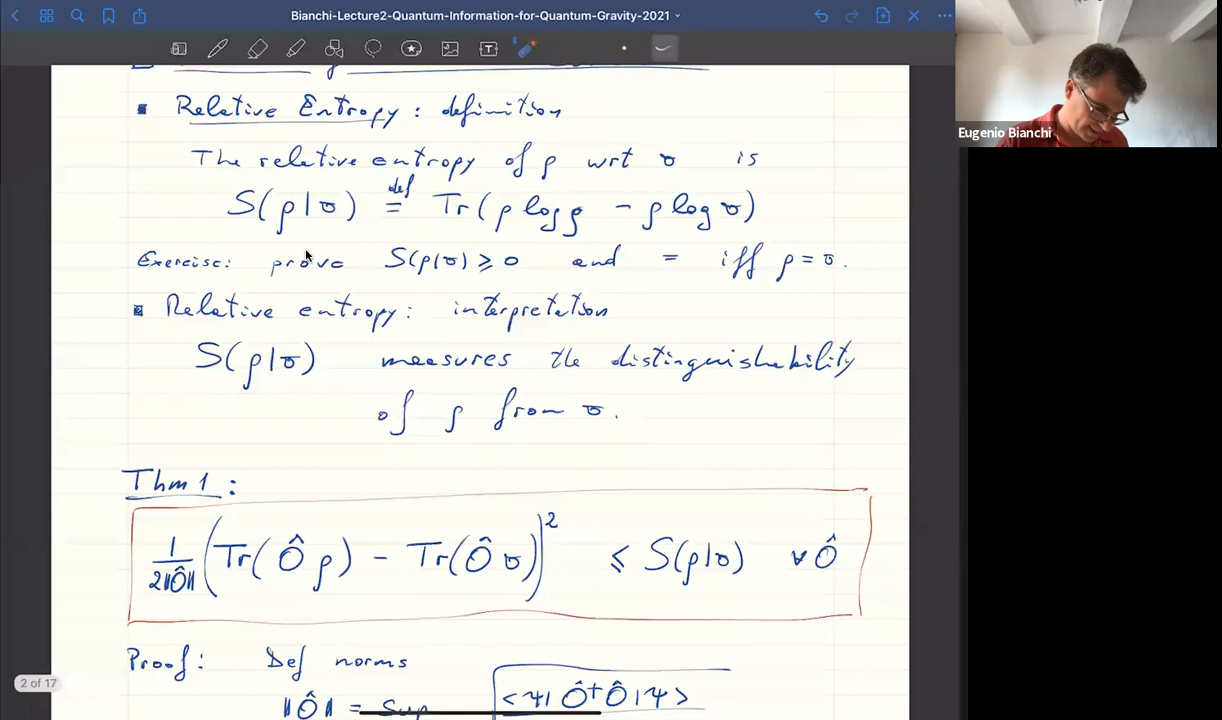 Bianchi-Lecture2-Quantum-Information-for-Quantum-Gravity-2021
Eugenio Bianchi
▪ Relative Entropy: definition
The relative entropy of ρ wrt σ is
S(ρ|σ) def= Tr(ρ log ρ - ρ log σ)
Exercise: prove S(ρ|σ) ⩾ 0 and = iff ρ = σ.
▪ Relative entropy: interpretation
S(ρ|σ) measures the distinguishability
of ρ from σ.
Thm 1:
1/2‖Ô‖ (Tr(Ô ρ) - Tr(Ô σ))² ⩽ S(ρ|σ) ∀ Ô
Proof: Def norms
2 of 17
‖Ô‖ = Sup √<ψ|Ô†Ô|ψ>